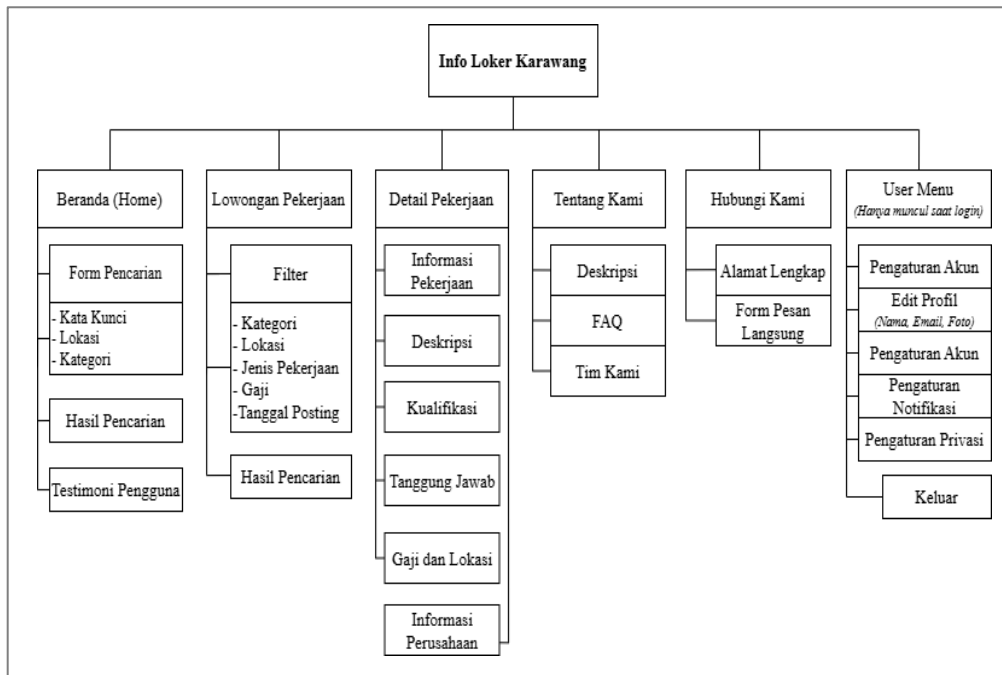 Info Loker Karawang
Beranda (Home)
Form Pencarian
- Kata Kunci
- Lokasi
- Kategori
Hasil Pencarian
Testimoni Pengguna
Lowongan Pekerjaan
Filter
- Kategori
- Lokasi
- Jenis Pekerjaan
- Gaji
-Tanggal Posting
Hasil Pencarian
Detail Pekerjaan
Informasi
Pekerjaan
Deskripsi
Kualifikasi
Tanggung Jawab
Gaji dan Lokasi
Informasi
Perusahaan
Tentang Kami
Deskripsi
FAQ
Tim Kami
Hubungi Kami
Alamat Lengkap
Form Pesan
Langsung
User Menu
(Hanya muncul saat login)
Pengaturan Akun
Edit Profil
(Nama, Email, Foto)
Pengaturan Akun
Pengaturan
Notifikasi
Pengaturan Privasi
Keluar